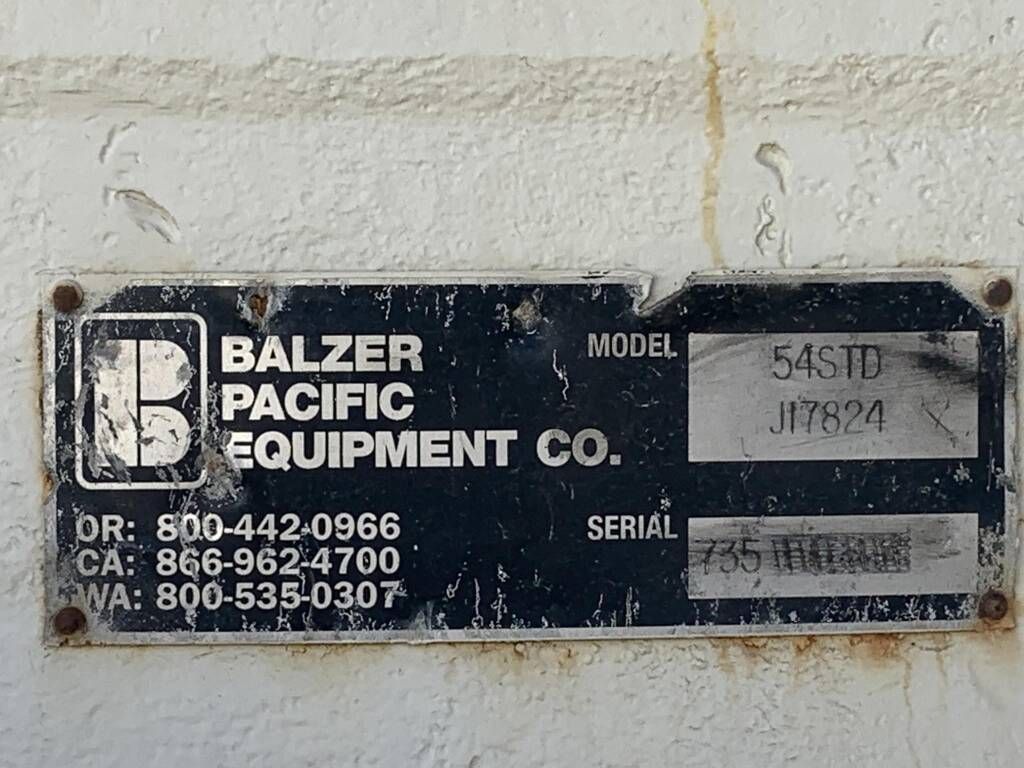 B
BALZER
PACIFIC
EQUIPMENT CO.
OR: 800-442-0966
CA: 866-962-4700
WA: 800-535-0307
MODEL 54STD
J17824 X
SERIAL 735